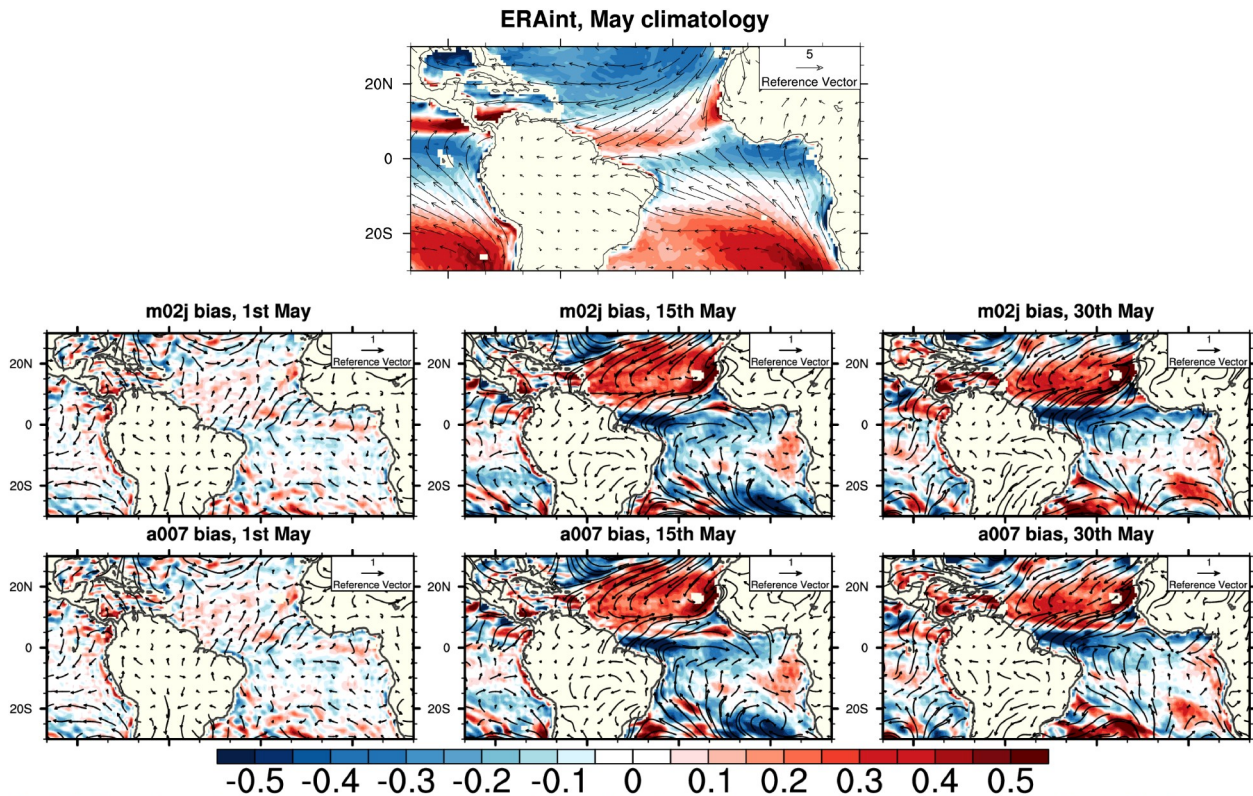 ERAint, May climatology
5
Reference Vector
20N
0
20S
m02j bias, 1st May
m02j bias, 15th May
m02j bias, 30th May
1
Reference Vector
1
Reference Vector
1
Reference Vector
20N
20N
20N
0
0
0
20S
20S
20S
a007 bias, 1st May
a007 bias, 15th May
a007 bias, 30th May
1
Reference Vector
1
Reference Vector
1
Reference Vector
20N
20N
20N
0
0
0
20S
20S
20S
-0.5 -0.4 -0.3 -0.2 -0.1 0 0.1 0.2 0.3 0.4 0.5